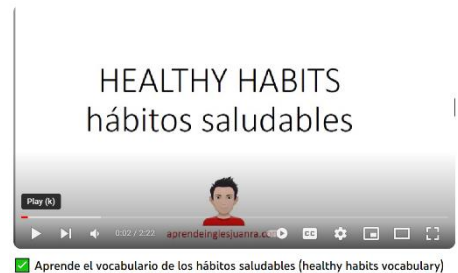 HEALTHY HABITS
hábitos saludables
Play (k)
0:02 / 2:22
aprendeinglesjuanra.c
CC
✅ Aprende el vocabulario de los hábitos saludables (healthy habits vocabulary)